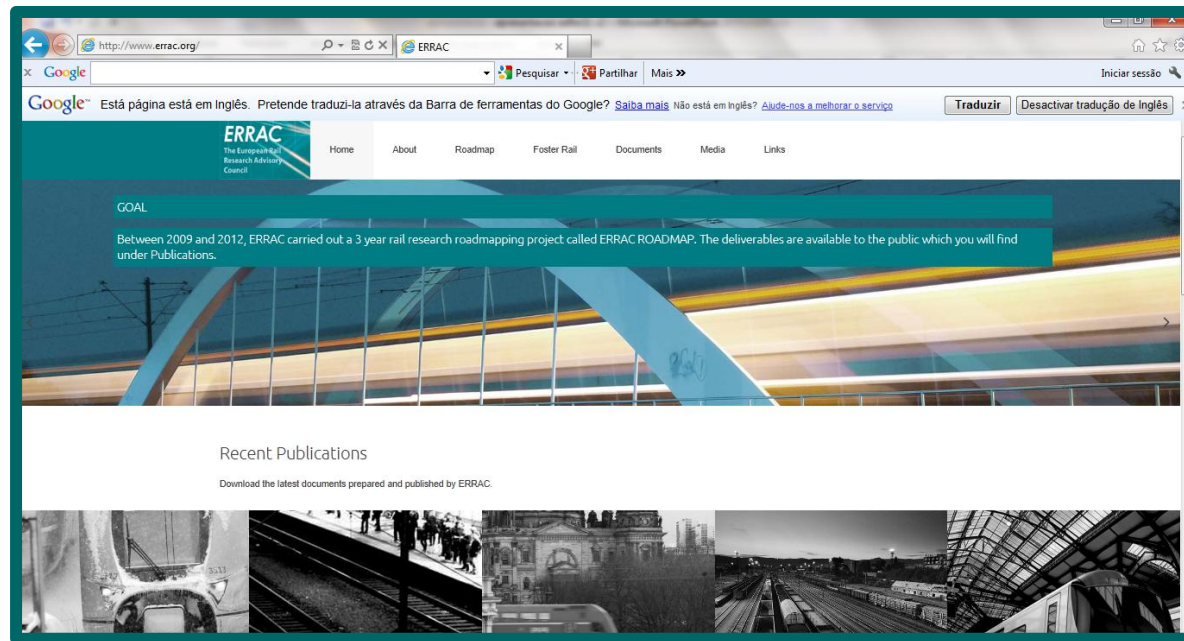 http://www.errac.org/
ERRAC
Google
Pesquisar
Partilhar
Mais »
Iniciar sessão
Google™ Está página está em Inglês. Pretende traduzi-la através da Barra de ferramentas do Google? Saiba mais Não está em Inglês? Ajude-nos a melhorar o serviço Traduzir Desactivar tradução de Inglês
ERRAC
The European Rail
Research Advisory
Council
Home About Roadmap Foster Rail Documents Media Links
GOAL
Between 2009 and 2012, ERRAC carried out a 3 year rail research roadmapping project called ERRAC ROADMAP. The deliverables are available to the public which you will find
under Publications.
Recent Publications
Download the latest documents prepared and published by ERRAC.